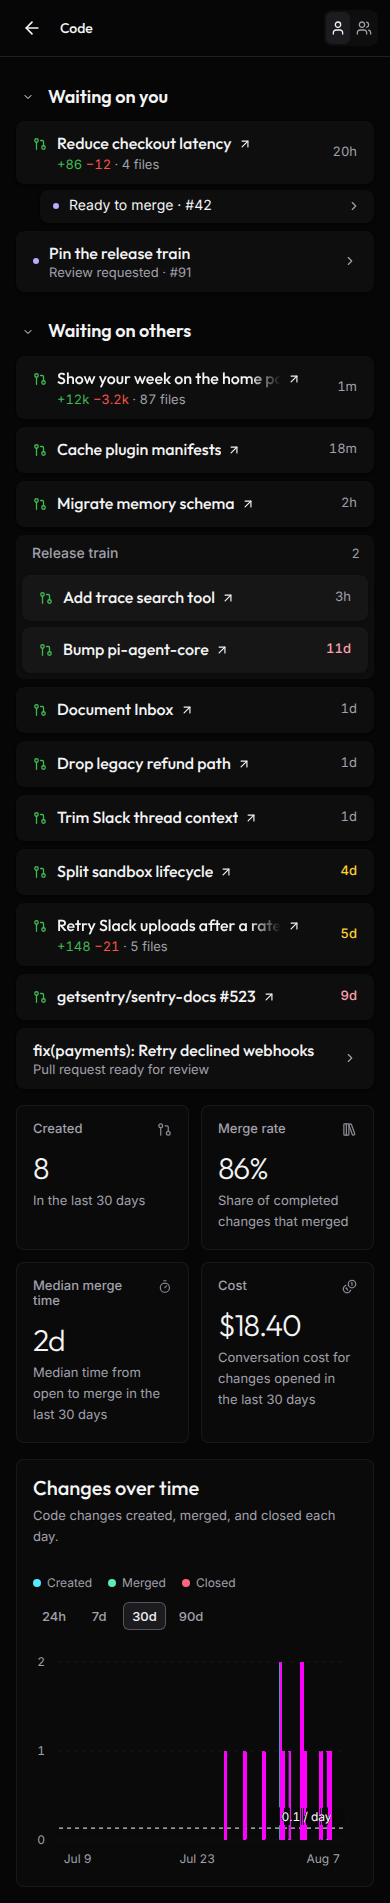 Code
Waiting on you
Reduce checkout latency
20h
+86 −12 · 4 files
Ready to merge · #42
Pin the release train
Review requested · #91
Waiting on others
Show your week on the home
1m
+12k −3.2k · 87 files
Cache plugin manifests
18m
Migrate memory schema
2h
Release train
2
Add trace search tool
3h
Bump pi-agent-core
11d
Document Inbox
1d
Drop legacy refund path
1d
Trim Slack thread context
1d
Split sandbox lifecycle
4d
Retry Slack uploads after a rate
5d
+148 −21 · 5 files
getsentry/sentry-docs #523
9d
fix(payments): Retry declined webhooks
Pull request ready for review
Created
8
In the last 30 days
Merge rate
86%
Share of completed
changes that merged
Median merge
time
2d
Median time from
open to merge in the
last 30 days
Cost
$18.40
Conversation cost for
changes opened in
the last 30 days
Changes over time
Code changes created, merged, and closed each
day.
Created
Merged
Closed
24h
7d
30d
90d
2
1
0.1 / day
0
Jul 9
Jul 23
Aug 7